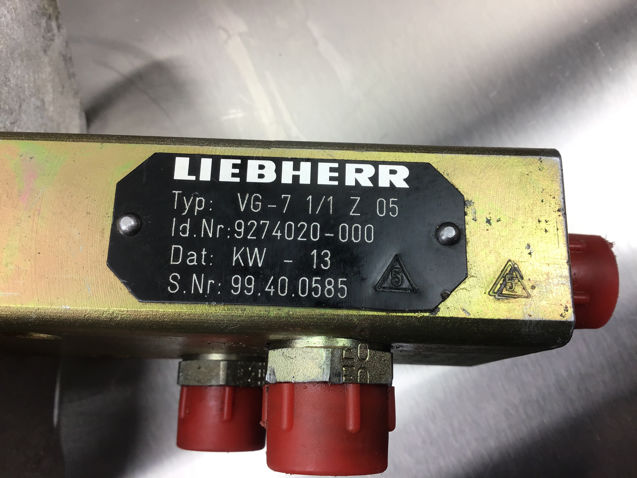 LIEBHERR
Typ: VG-7 1/1 Z 05
Id.Nr: 9274020-000
Dat: KW - 13
S.Nr: 99.40.0585